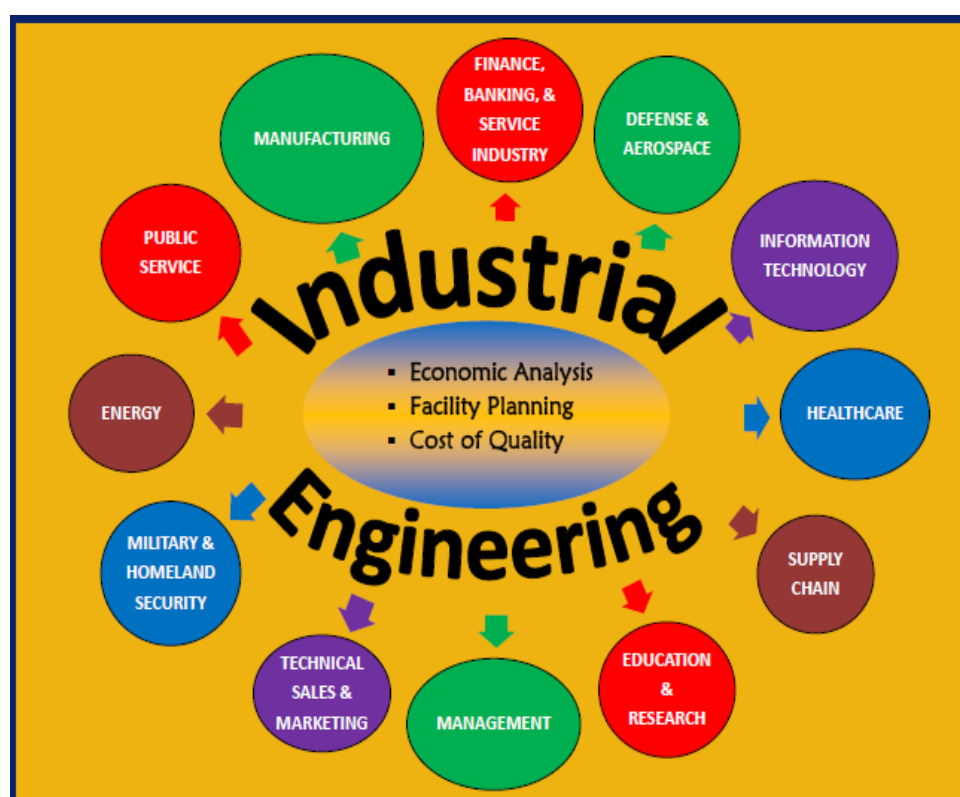 FINANCE,
BANKING, &
SERVICE
INDUSTRY
DEFENSE &
AEROSPACE
MANUFACTURING
PUBLIC
SERVICE
INFORMATION
TECHNOLOGY
Industrial
▪ Economic Analysis
▪ Facility Planning
▪ Cost of Quality
Engineering
ENERGY
HEALTHCARE
MILITARY &
HOMELAND
SECURITY
SUPPLY
CHAIN
TECHNICAL
SALES &
MARKETING
MANAGEMENT
EDUCATION
&
RESEARCH